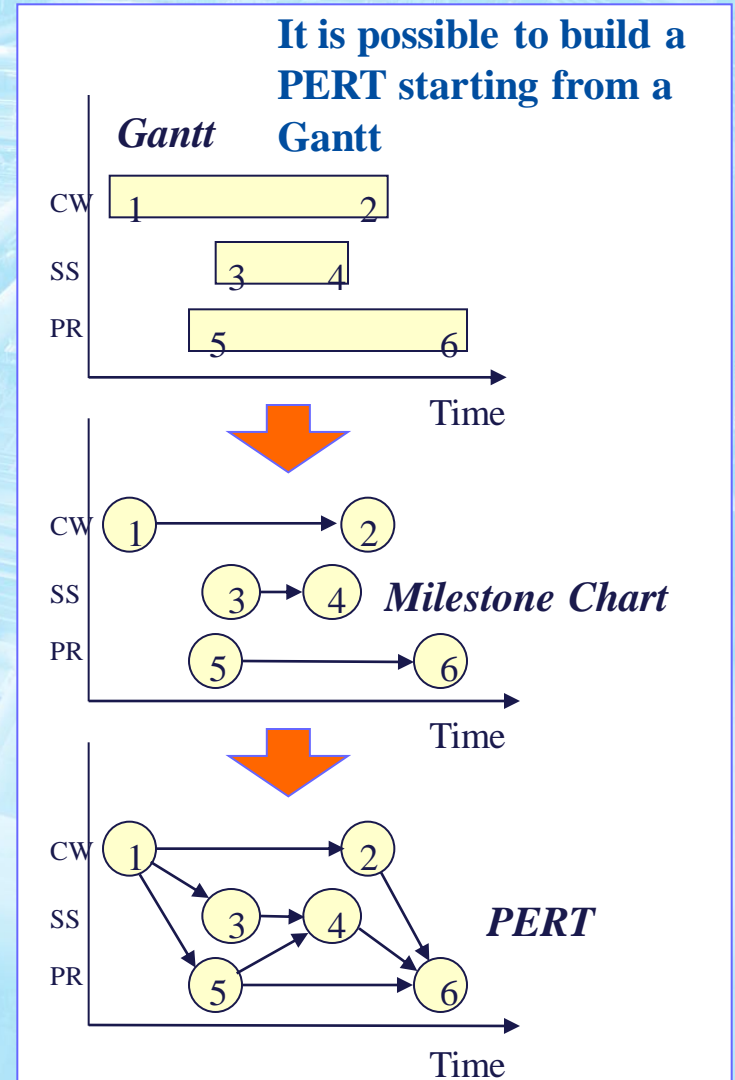 It is possible to build a
PERT starting from a
Gantt
Gantt
CW 1 2
SS 3 4
PR 5 6
Time
CW 1 2
SS 3 4 Milestone Chart
PR 5 6
Time
CW 1 2
SS 3 4 PERT
PR 5 6
Time